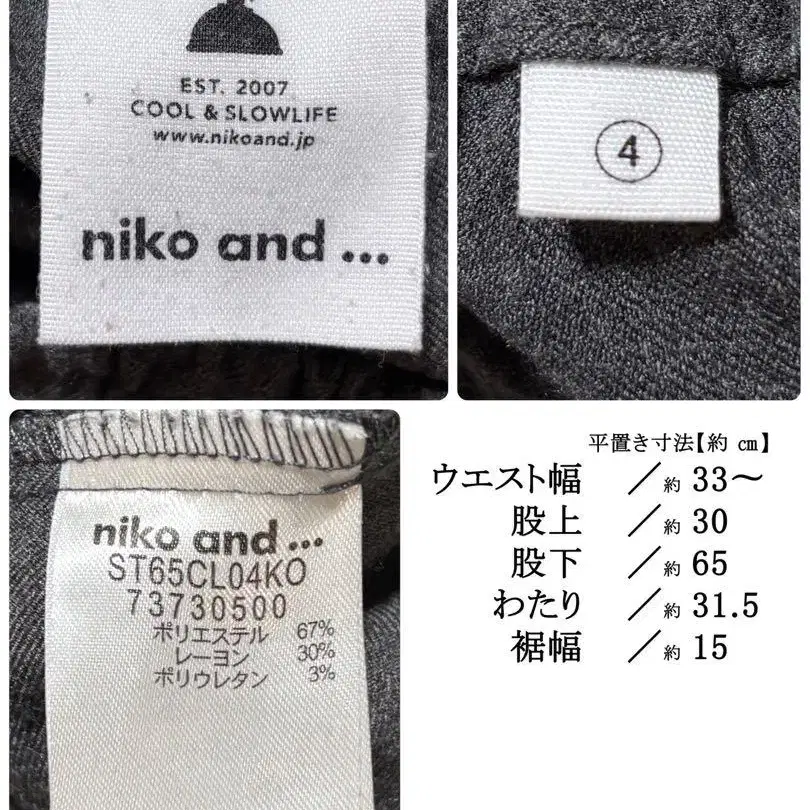 EST. 2007
COOL & SLOWLIFE
www.nikoand.jp
niko and ...
4
niko and ...
ST65CL04KO
73730500
ポリエステル 67%
レーヨン 30%
ポリウレタン 3%
平置き寸法【約 ㎝】
ウエスト幅 ／約 33〜
股上 ／約 30
股下 ／約 65
わたり ／約 31.5
裾幅 ／約 15